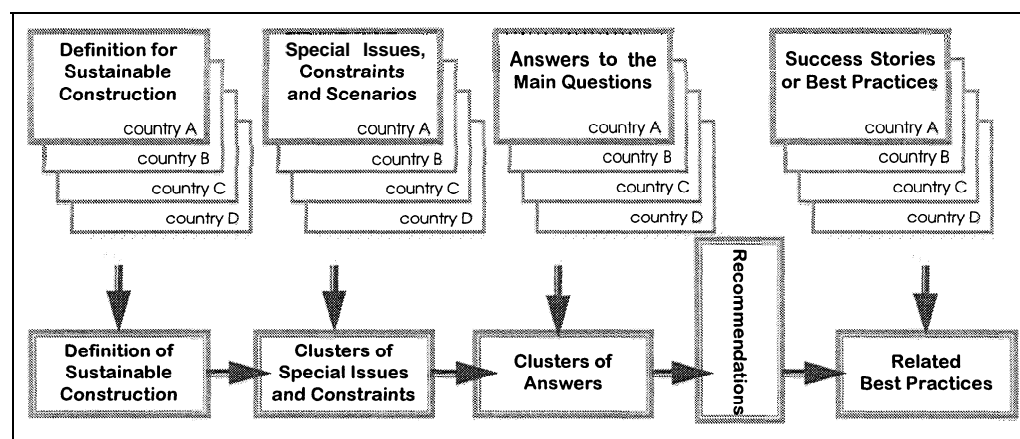 Definition for
Sustainable
Construction
country A
country B
country C
country D
Special Issues,
Constraints
and Scenarios
country A
country B
country C
country D
Answers to the
Main Questions
country A
country B
country C
country D
Success Stories
or Best Practices
country A
country B
country C
country D
Definition of
Sustainable
Construction
Clusters of
Special Issues
and Constraints
Clusters of
Answers
Recommendations
Related
Best Practices